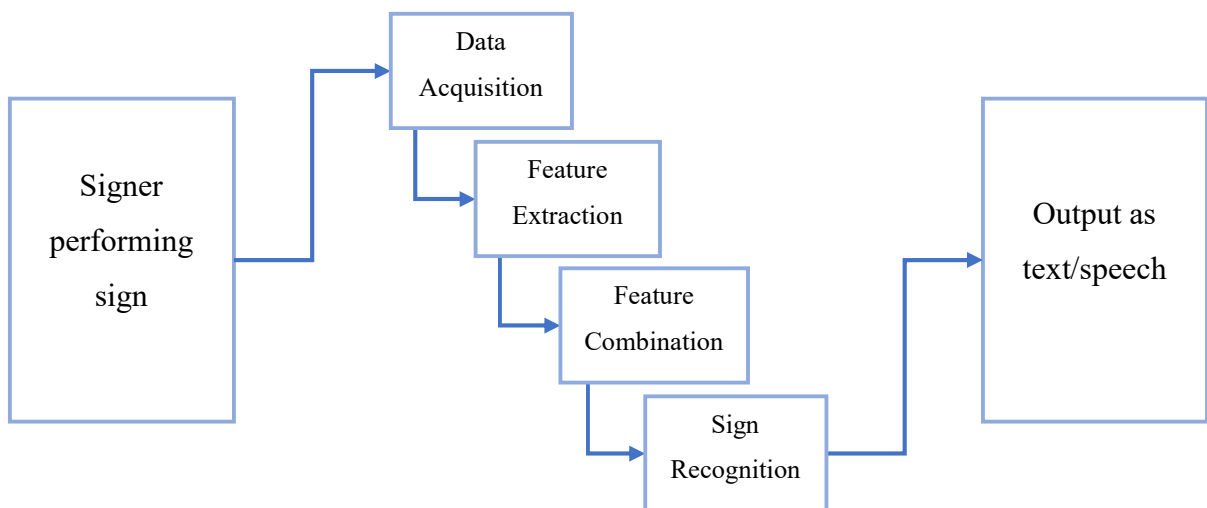 Signer
performing
sign
Data
Acquisition
Feature
Extraction
Feature
Combination
Sign
Recognition
Output as
text/speech